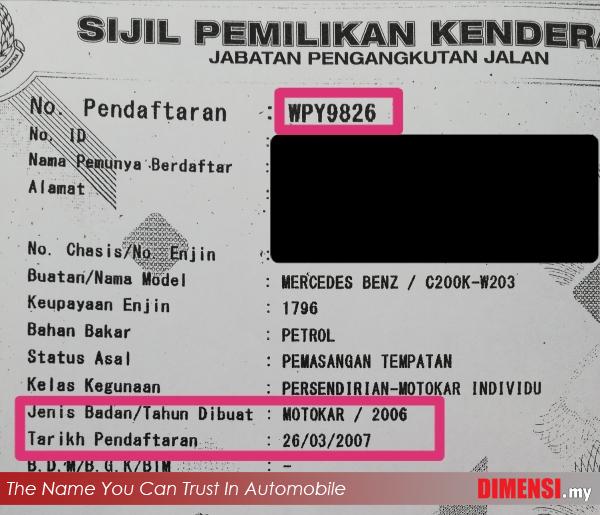 SIJIL PEMILIKAN KENDERA
JABATAN PENGANGKUTAN JALAN
No. Pendaftaran : WPY9826
No. ID :
Nama Pemunya Berdaftar :
Alamat :
No. Chasis/No. Enjin :
Buatan/Nama Model : MERCEDES BENZ / C200K-W203
Keupayaan Enjin : 1796
Bahan Bakar : PETROL
Status Asal : PEMASANGAN TEMPATAN
Kelas Kegunaan : PERSENDIRIAN-MOTOKAR INDIVIDU
Jenis Badan/Tahun Dibuat : MOTOKAR / 2006
Tarikh Pendaftaran : 26/03/2007
B.D.M/B.G.K/BTM : -
The Name You Can Trust In Automobile
DIMENSI.my